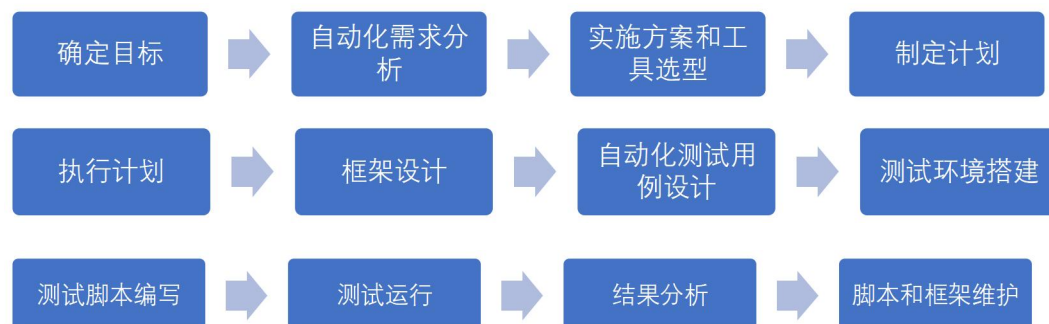 确定目标
自动化需求分
析
实施方案和工
具选型
制定计划
执行计划
框架设计
自动化测试用
例设计
测试环境搭建
测试脚本编写
测试运行
结果分析
脚本和框架维护